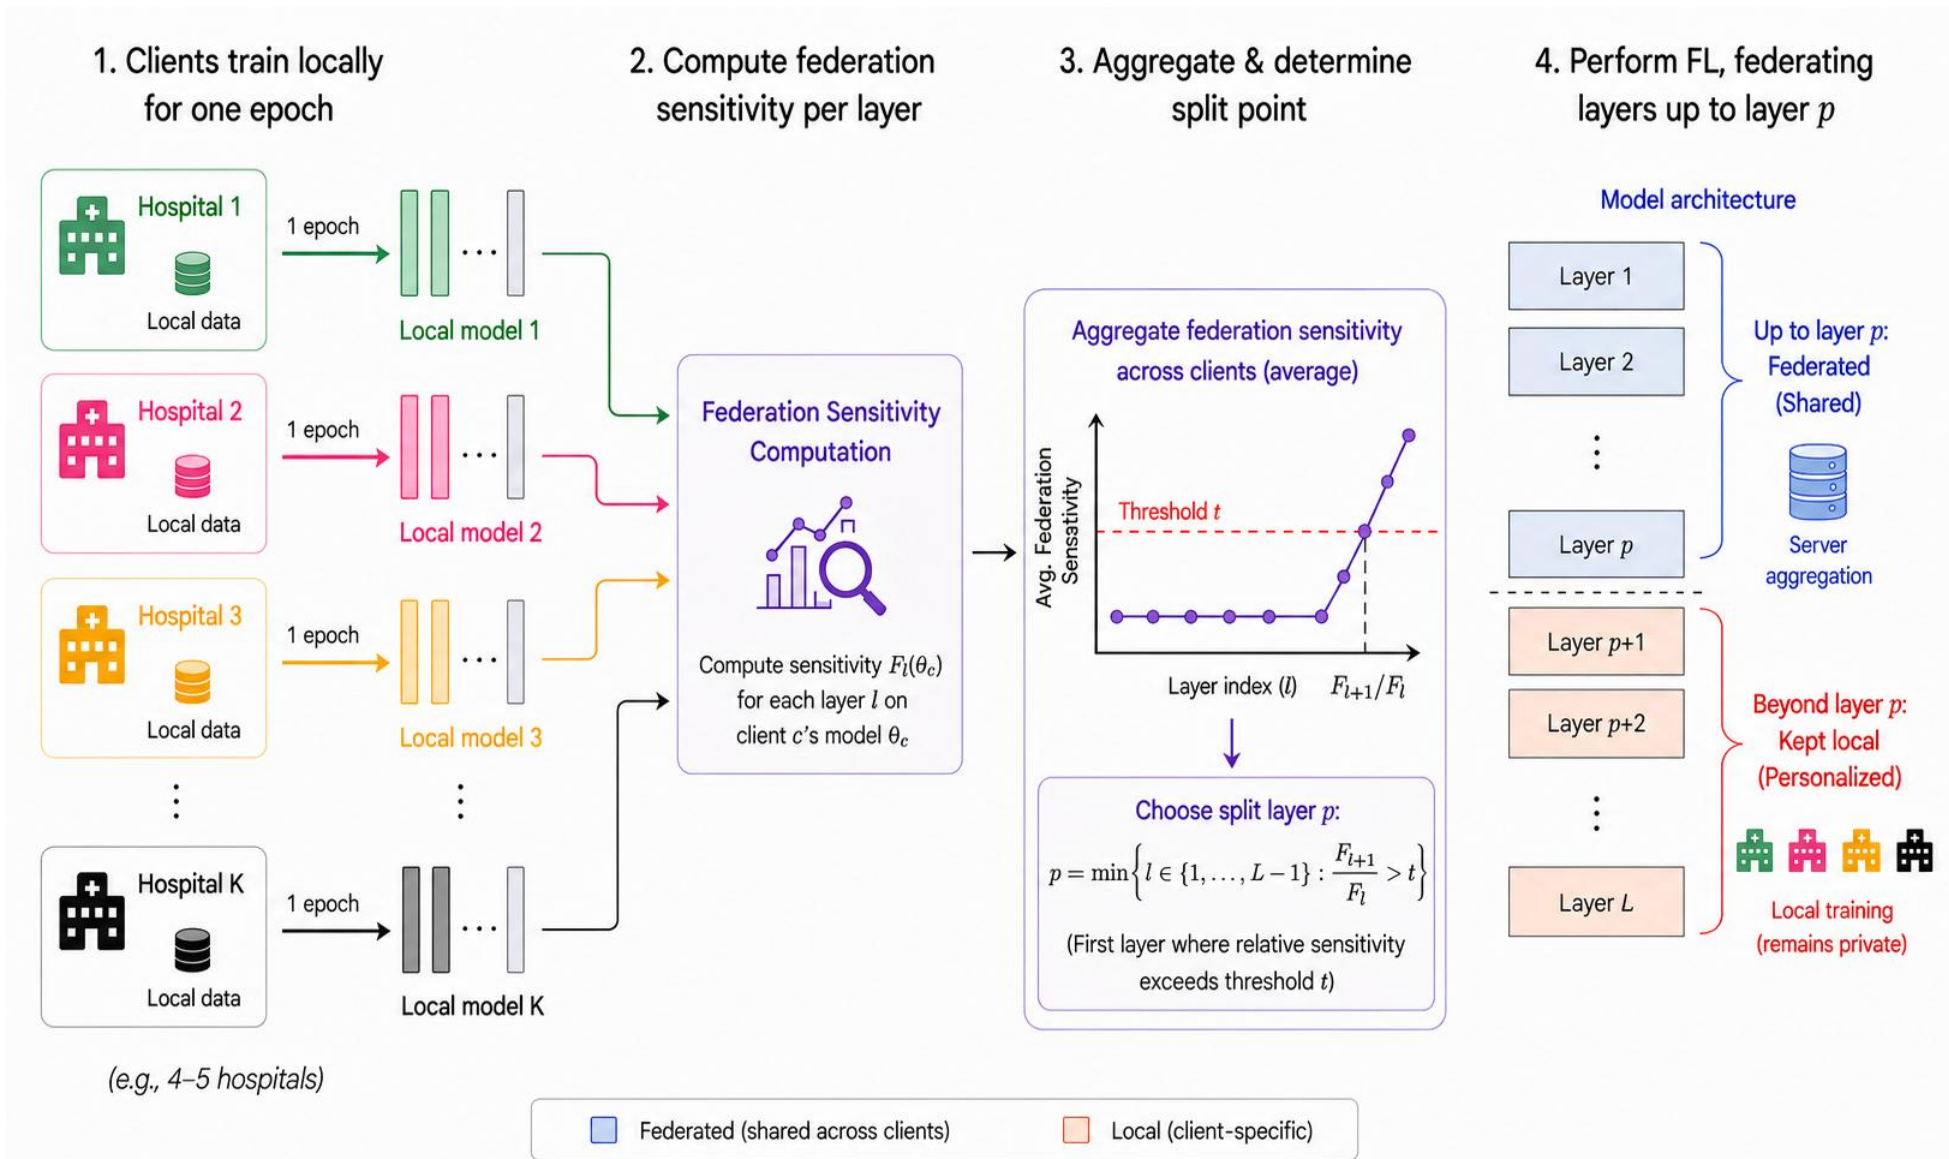 1. Clients train locally
for one epoch
2. Compute federation
sensitivity per layer
3. Aggregate & determine
split point
4. Perform FL, federating
layers up to layer p
Hospital 1
Local data
1 epoch
...
Local model 1
Hospital 2
Local data
1 epoch
...
Local model 2
Hospital 3
Local data
1 epoch
...
Local model 3
Hospital K
Local data
1 epoch
...
Local model K
(e.g., 4–5 hospitals)
Federation Sensitivity
Computation
Compute sensitivity F_l(θ_c)
for each layer l on
client c's model θ_c
Aggregate federation sensitivity
across clients (average)
Avg. Federation
Sensativity
Threshold t
Layer index (l)
F_{l+1}/F_l
Choose split layer p:
p = min{l ∈ {1, ..., L − 1} : F_{l+1}/F_l > t}
(First layer where relative sensitivity
exceeds threshold t)
Model architecture
Layer 1
Layer 2
Layer p
Up to layer p:
Federated
(Shared)
Server
aggregation
Layer p+1
Layer p+2
Layer L
Beyond layer p:
Kept local
(Personalized)
Local training
(remains private)
Federated (shared across clients)
Local (client-specific)